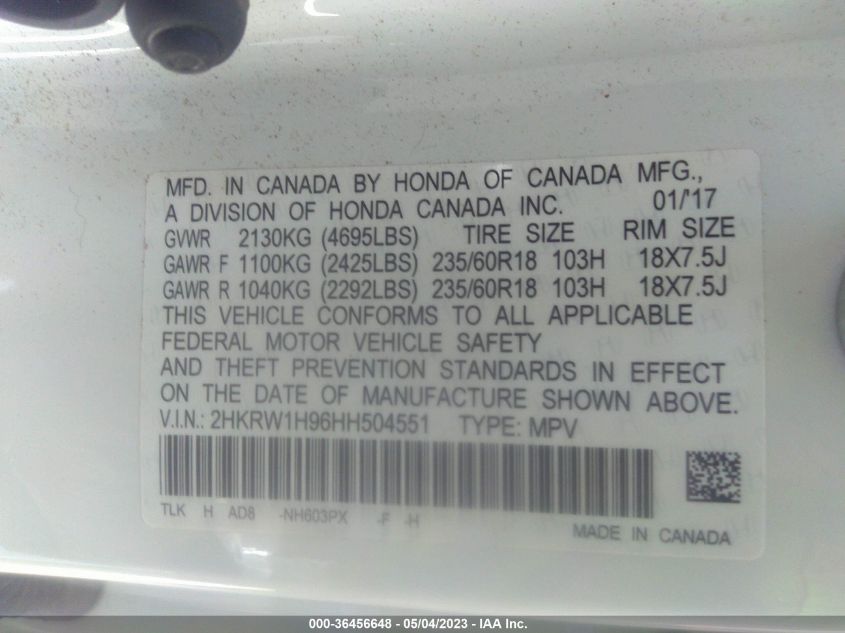 MFD. IN CANADA BY HONDA OF CANADA MFG.,
A DIVISION OF HONDA CANADA INC. 01/17
GVWR 2130KG (4695LBS) TIRE SIZE RIM SIZE
GAWR F 1100KG (2425LBS) 235/60R18 103H 18X7.5J
GAWR R 1040KG (2292LBS) 235/60R18 103H 18X7.5J
THIS VEHICLE CONFORMS TO ALL APPLICABLE
FEDERAL MOTOR VEHICLE SAFETY
AND THEFT PREVENTION STANDARDS IN EFFECT
ON THE DATE OF MANUFACTURE SHOWN ABOVE.
V.I.N.: 2HKRW1H96HH504551 TYPE: MPV
TLK H AD8 -NH603PX -F -H
MADE IN CANADA
000-36456648 - 05/04/2023 - IAA Inc.